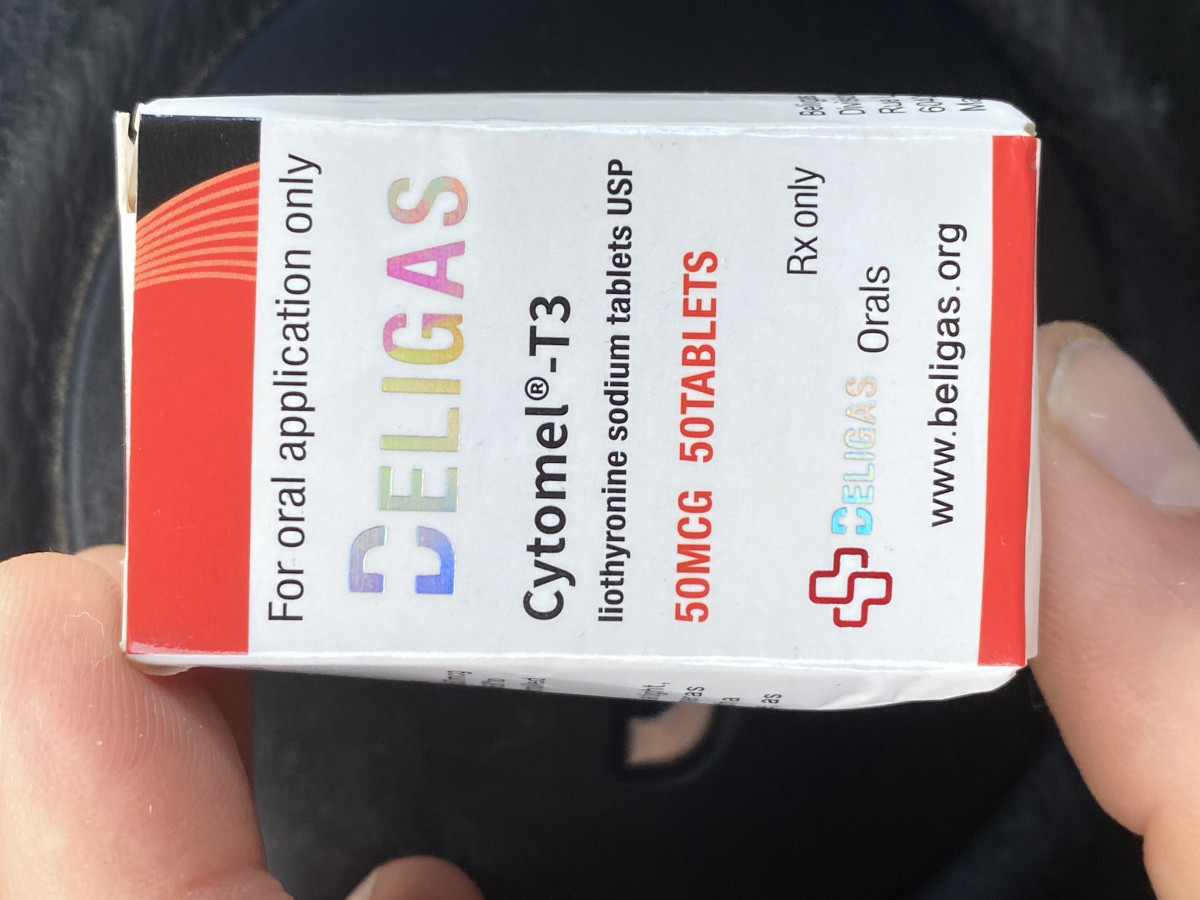 For oral application only
BELIGAS
Cytomel®-T3
liothyronine sodium tablets USP
50MCG 50TABLETS
Rx only
BELIGAS Orals
www.beligas.org